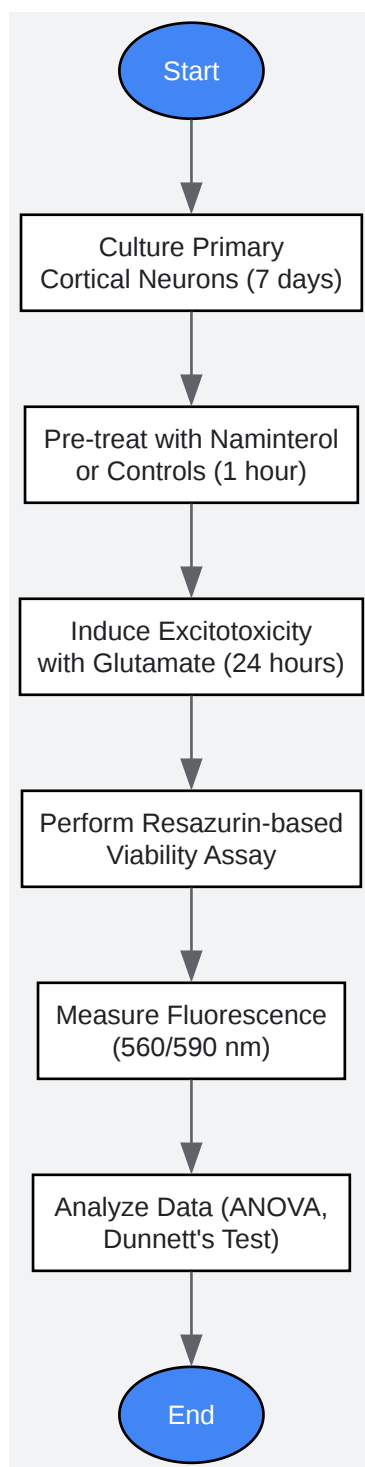 Start
Culture Primary
Cortical Neurons (7 days)
Pre-treat with Naminterol
or Controls (1 hour)
Induce Excitotoxicity
with Glutamate (24 hours)
Perform Resazurin-based
Viability Assay
Measure Fluorescence
(560/590 nm)
Analyze Data (ANOVA,
Dunnett's Test)
End